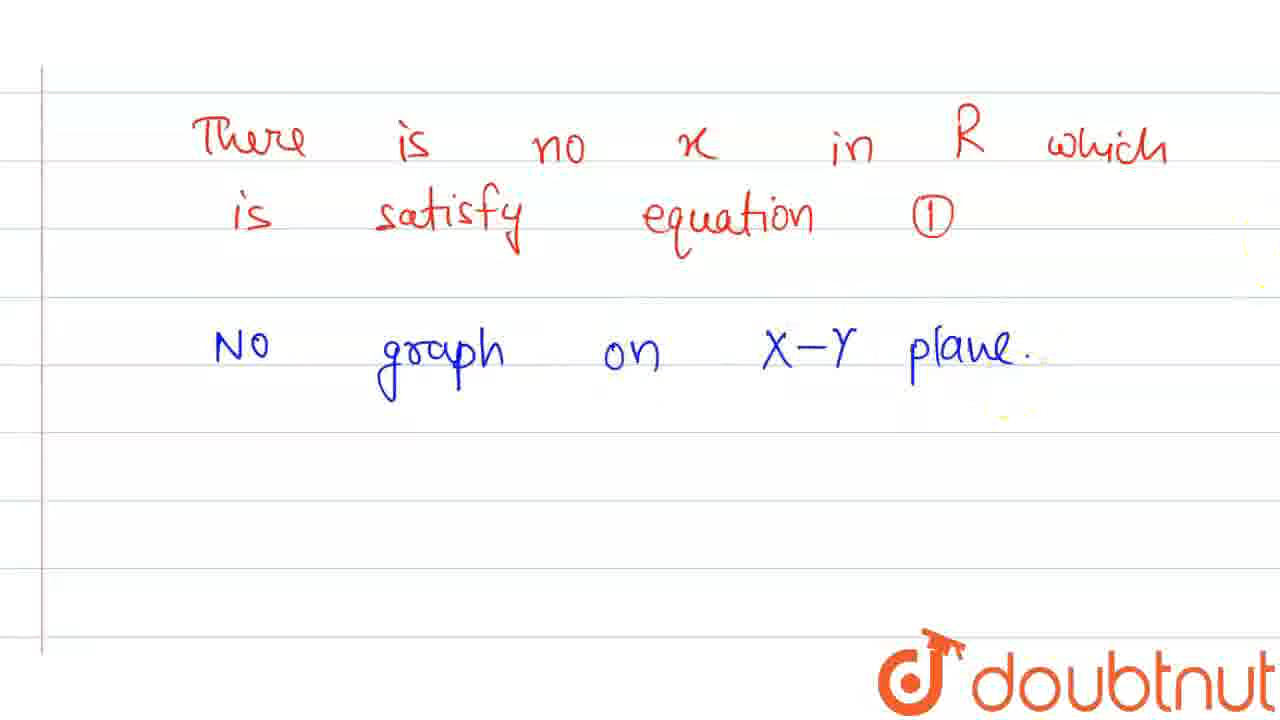 There is no x in R which
is satisfy equation ①
NO graph on X-Y plane.
doubtnut